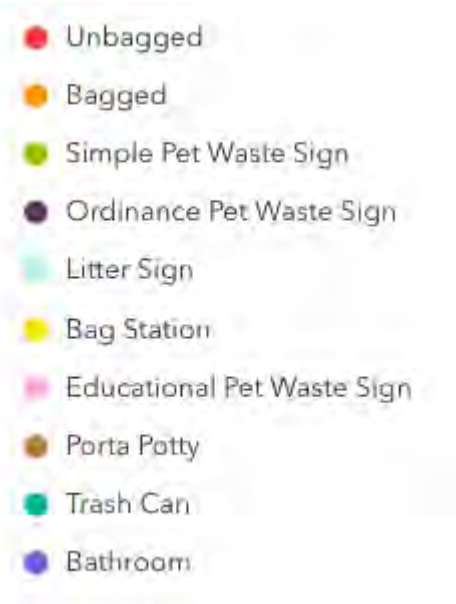 Unbagged
Bagged
Simple Pet Waste Sign
Ordinance Pet Waste Sign
Litter Sign
Bag Station
Educational Pet Waste Sign
Porta Potty
Trash Can
Bathroom